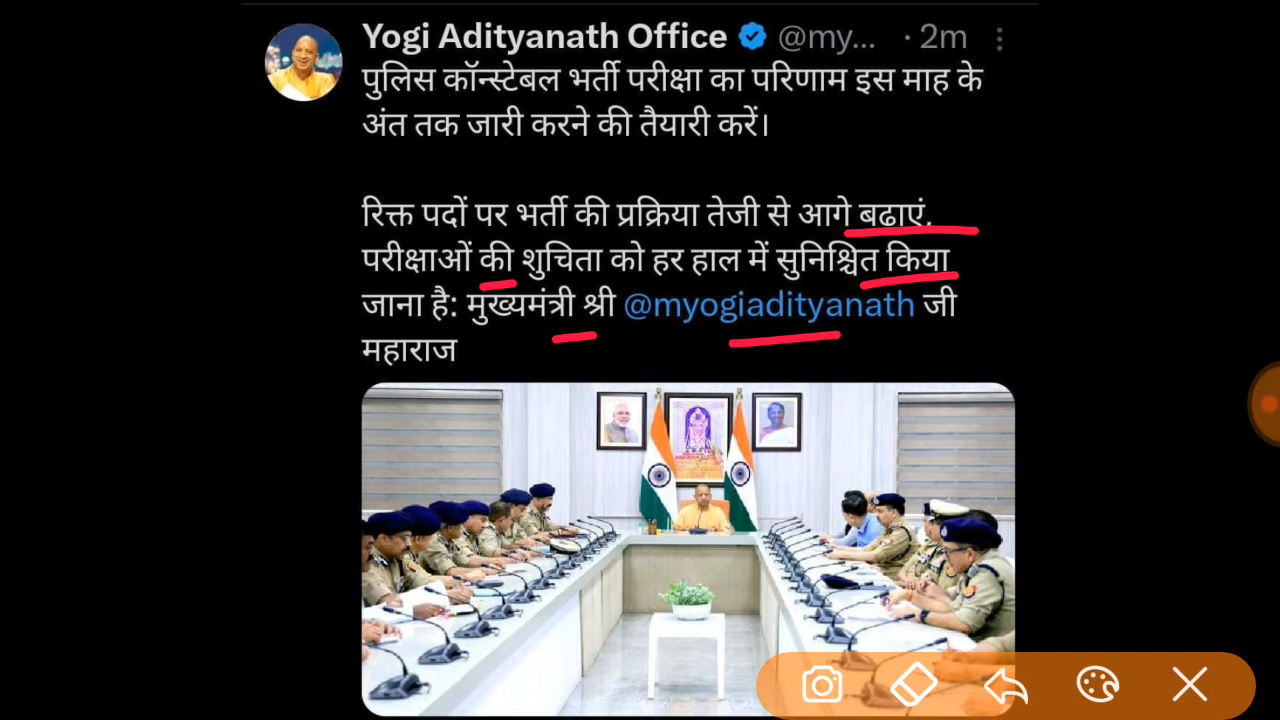 Yogi Adityanath Office @my... · 2m
पुलिस कॉन्स्टेबल भर्ती परीक्षा का परिणाम इस माह के
अंत तक जारी करने की तैयारी करें।
रिक्त पदों पर भर्ती की प्रक्रिया तेजी से आगे बढाएं,
परीक्षाओं की शुचिता को हर हाल में सुनिश्चित किया
जाना है: मुख्यमंत्री श्री @myogiadityanath जी
महाराज